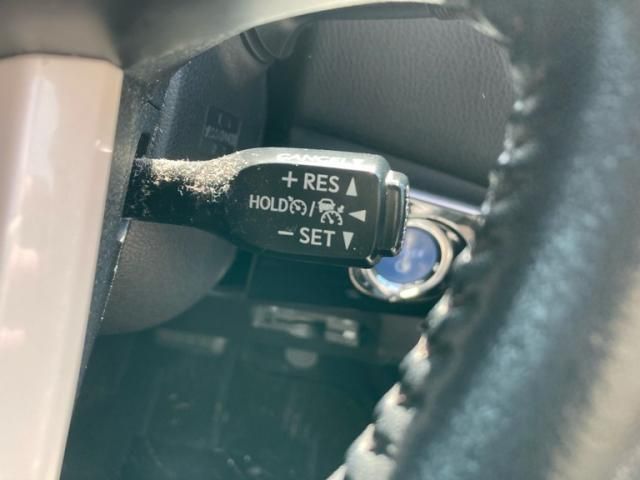 CANCEL
+ RES ▲
HOLD / ◀
− SET ▼